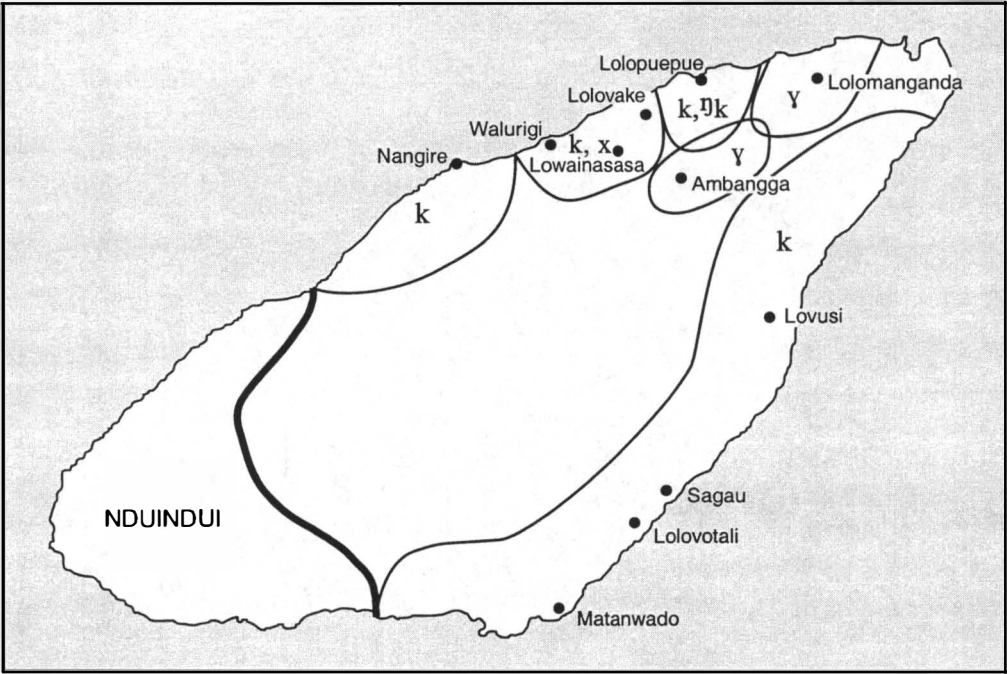 Lolopuepue
Lolomanganda
Lolovake
k, ᵑk
ɣ
Walurigi
k, x
Lowainasasa
Nangire
ɣ
Ambangga
k
k
Lovusi
Sagau
NDUINDUI
Lolovotali
Matanwado